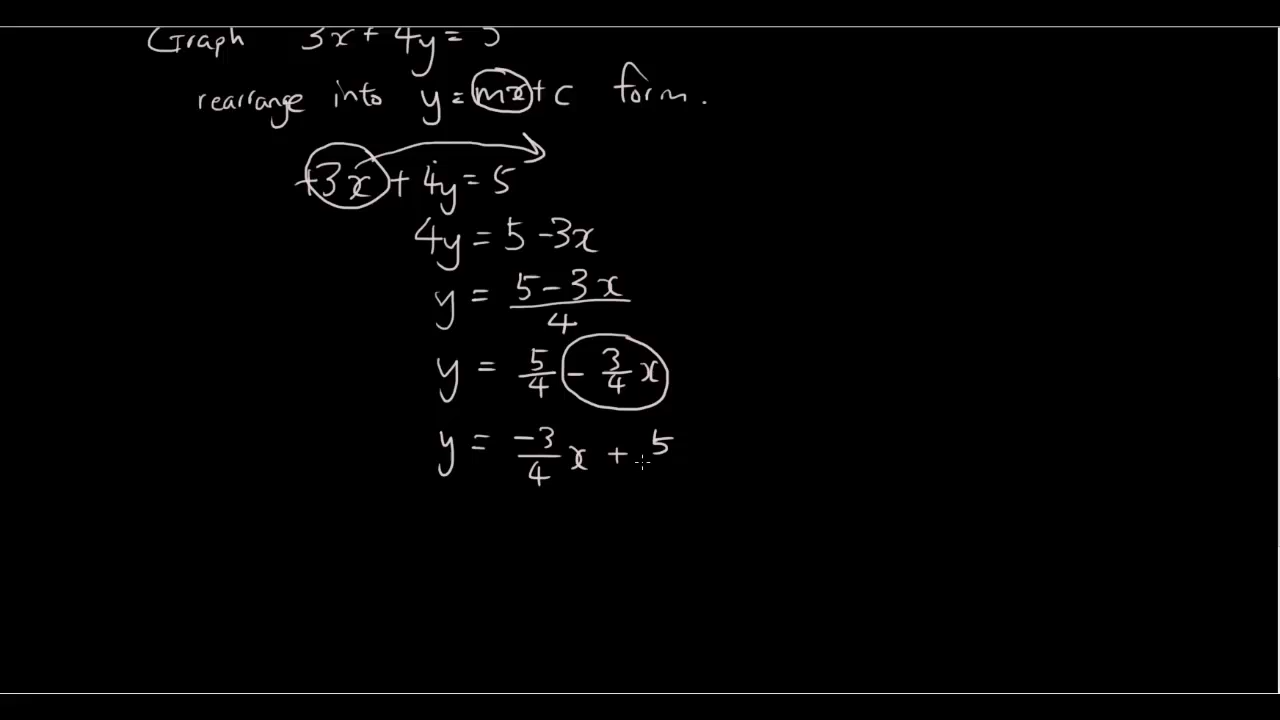 Graph 3x + 4y = 5
rearrange into y = mx + c form.
+3x + 4y = 5
4y = 5 - 3x
y = (5 - 3x)/4
y = 5/4 - 3/4 x
y = -3/4 x + 5